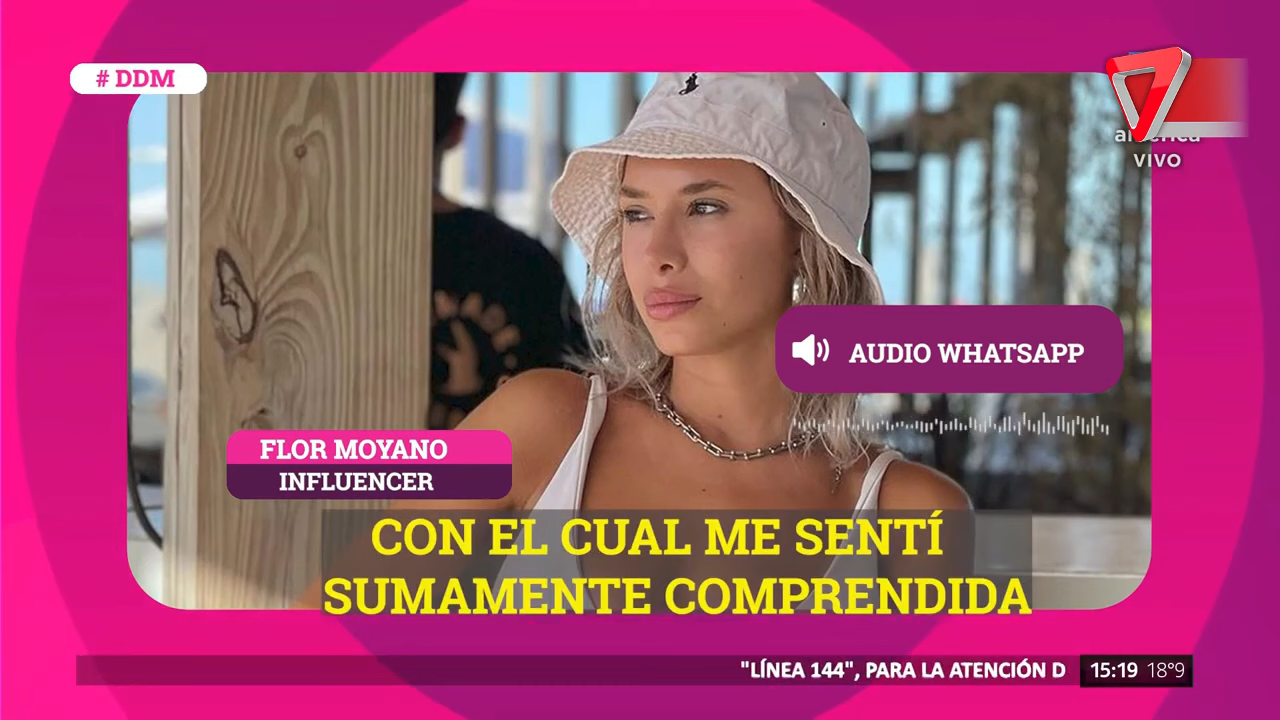 # DDM
VIVO
AUDIO WHATSAPP
FLOR MOYANO
INFLUENCER
CON EL CUAL ME SENTÍ
SUMAMENTE COMPRENDIDA
"LÍNEA 144", PARA LA ATENCIÓN D
15:19 18°9